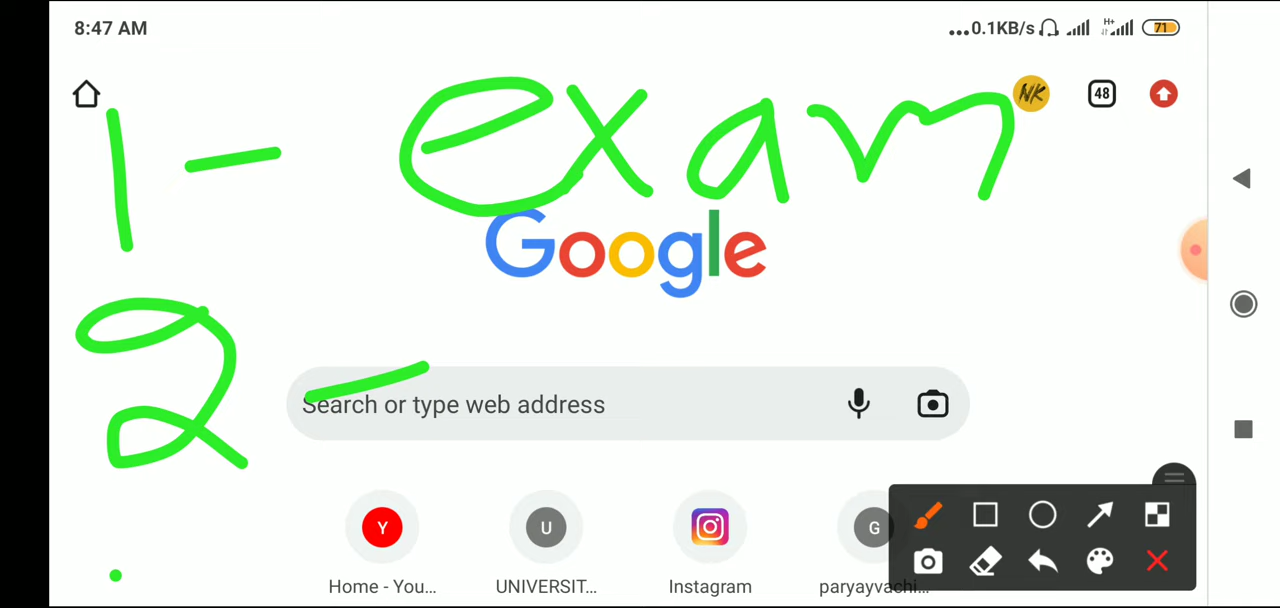 8:47 AM ...0.1KB/s H+ 71
NK 48
1 - exam
Google
2 -
Search or type web address
Y U G
Home - You... UNIVERSIT... Instagram paryayvachi...